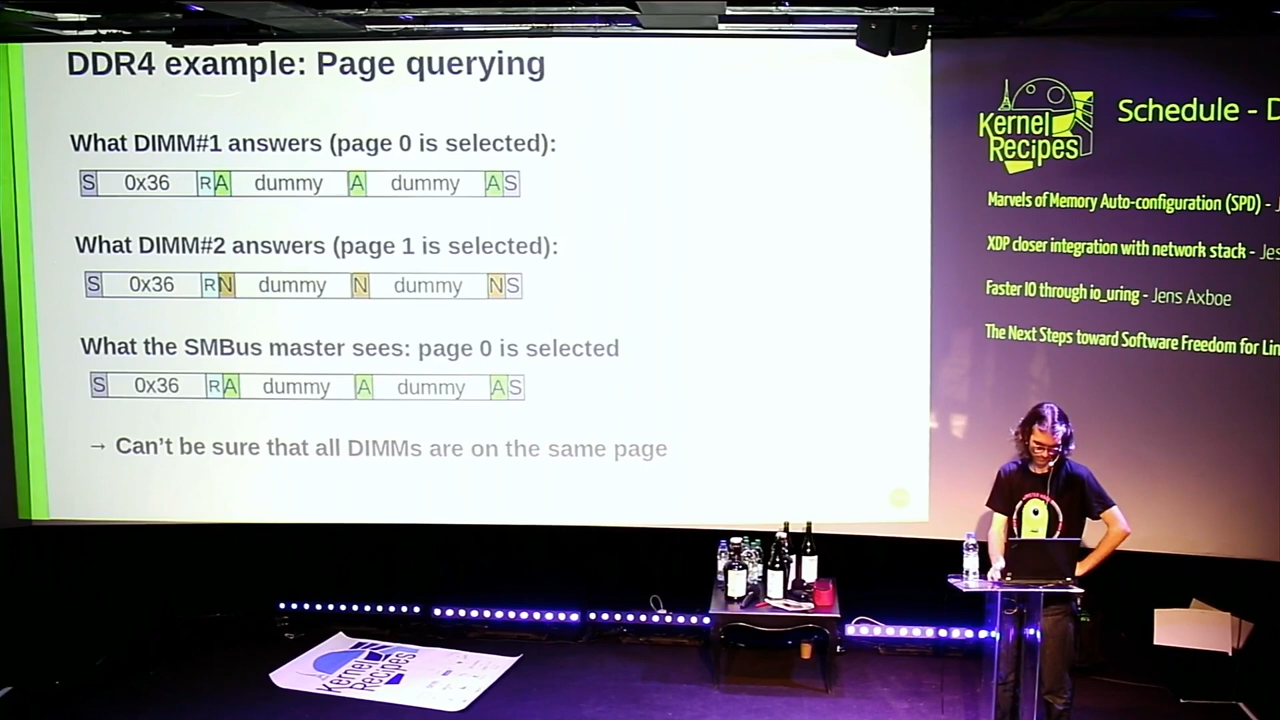 DDR4 example: Page querying
What DIMM#1 answers (page 0 is selected):
S 0x36 R A dummy A dummy A S
What DIMM#2 answers (page 1 is selected):
S 0x36 R N dummy N dummy N S
What the SMBus master sees: page 0 is selected
S 0x36 R A dummy A dummy A S
→ Can't be sure that all DIMMs are on the same page
Kernel
Recipes
Schedule - D
Marvels of Memory Auto-configuration (SPD) - J
XDP closer integration with network stack - Jes
Faster IO through io_uring - Jens Axboe
The Next Steps toward Software Freedom for Lin
Kernel
Recipes